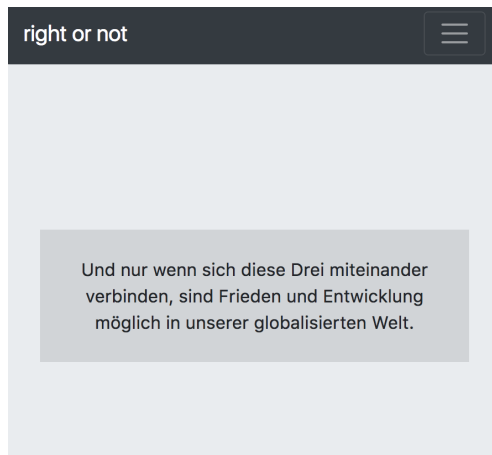 right or not
Und nur wenn sich diese Drei miteinander
verbinden, sind Frieden und Entwicklung
möglich in unserer globalisierten Welt.